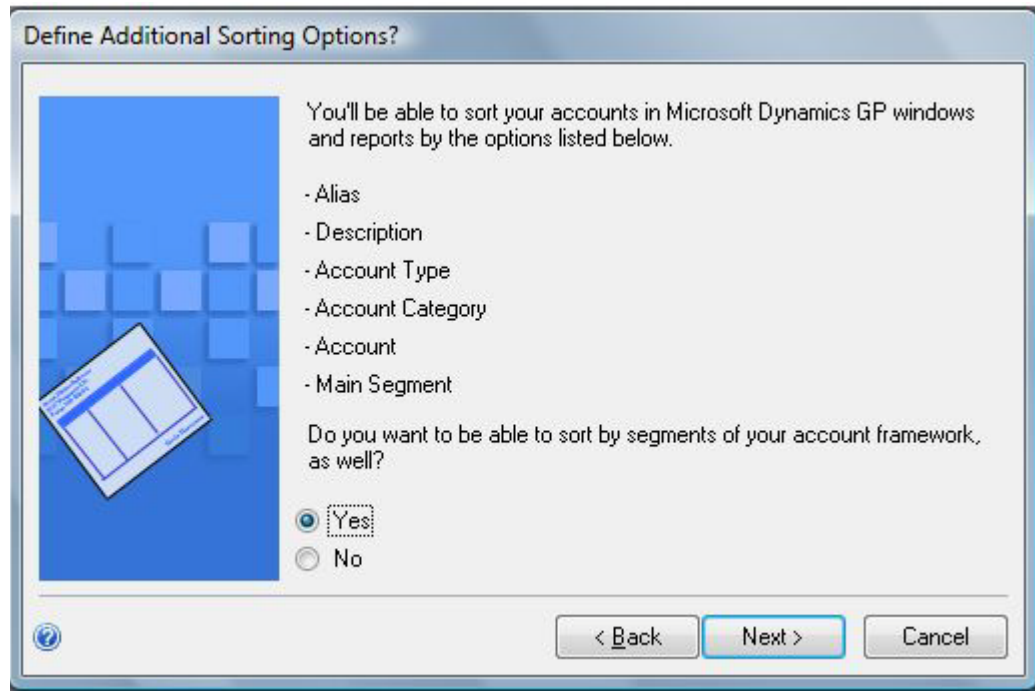 Define Additional Sorting Options?
You'll be able to sort your accounts in Microsoft Dynamics GP windows
and reports by the options listed below.
- Alias
- Description
- Account Type
- Account Category
- Account
- Main Segment
Do you want to be able to sort by segments of your account framework,
as well?
Yes
No
?
< Back
Next >
Cancel